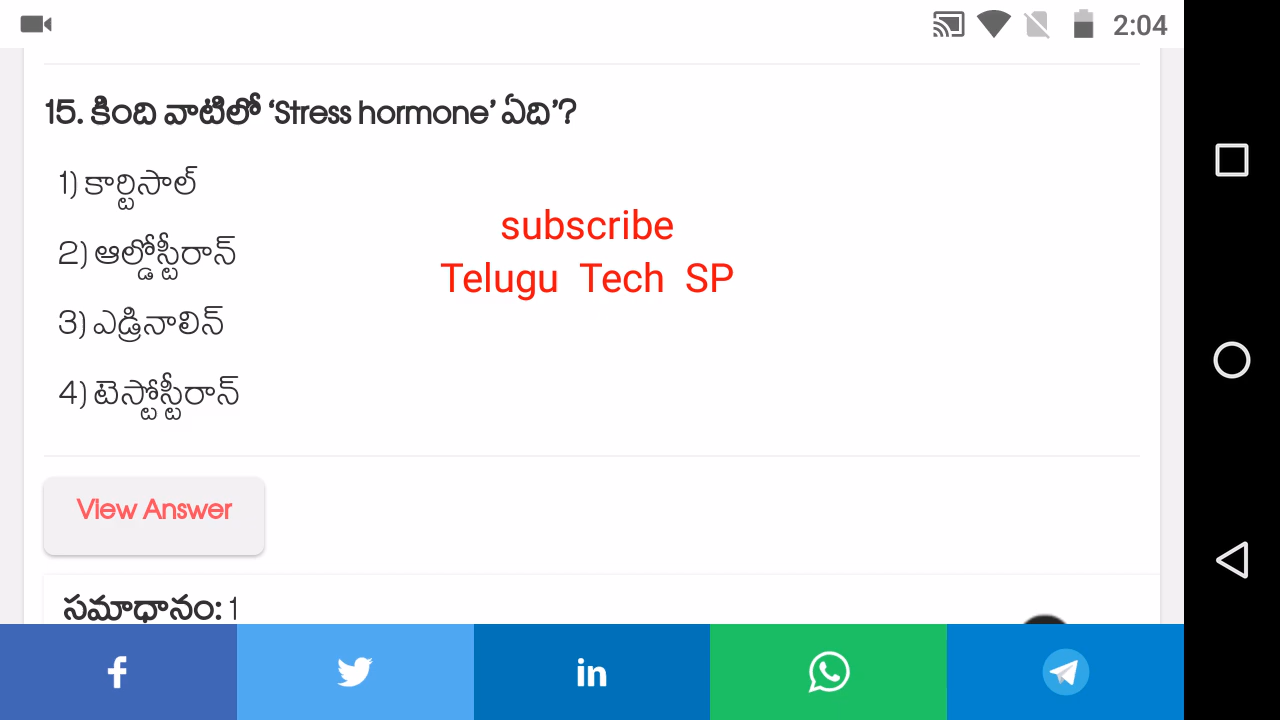 2:04
15. కింది వాటిలో ‘Stress hormone’ ఏది’?
1) కార్టిసాల్
2) ఆల్డోస్టీరాన్
3) ఎడ్రినాలిన్
4) టెస్టోస్టీరాన్
subscribe
Telugu Tech SP
View Answer
సమాధానం: 1